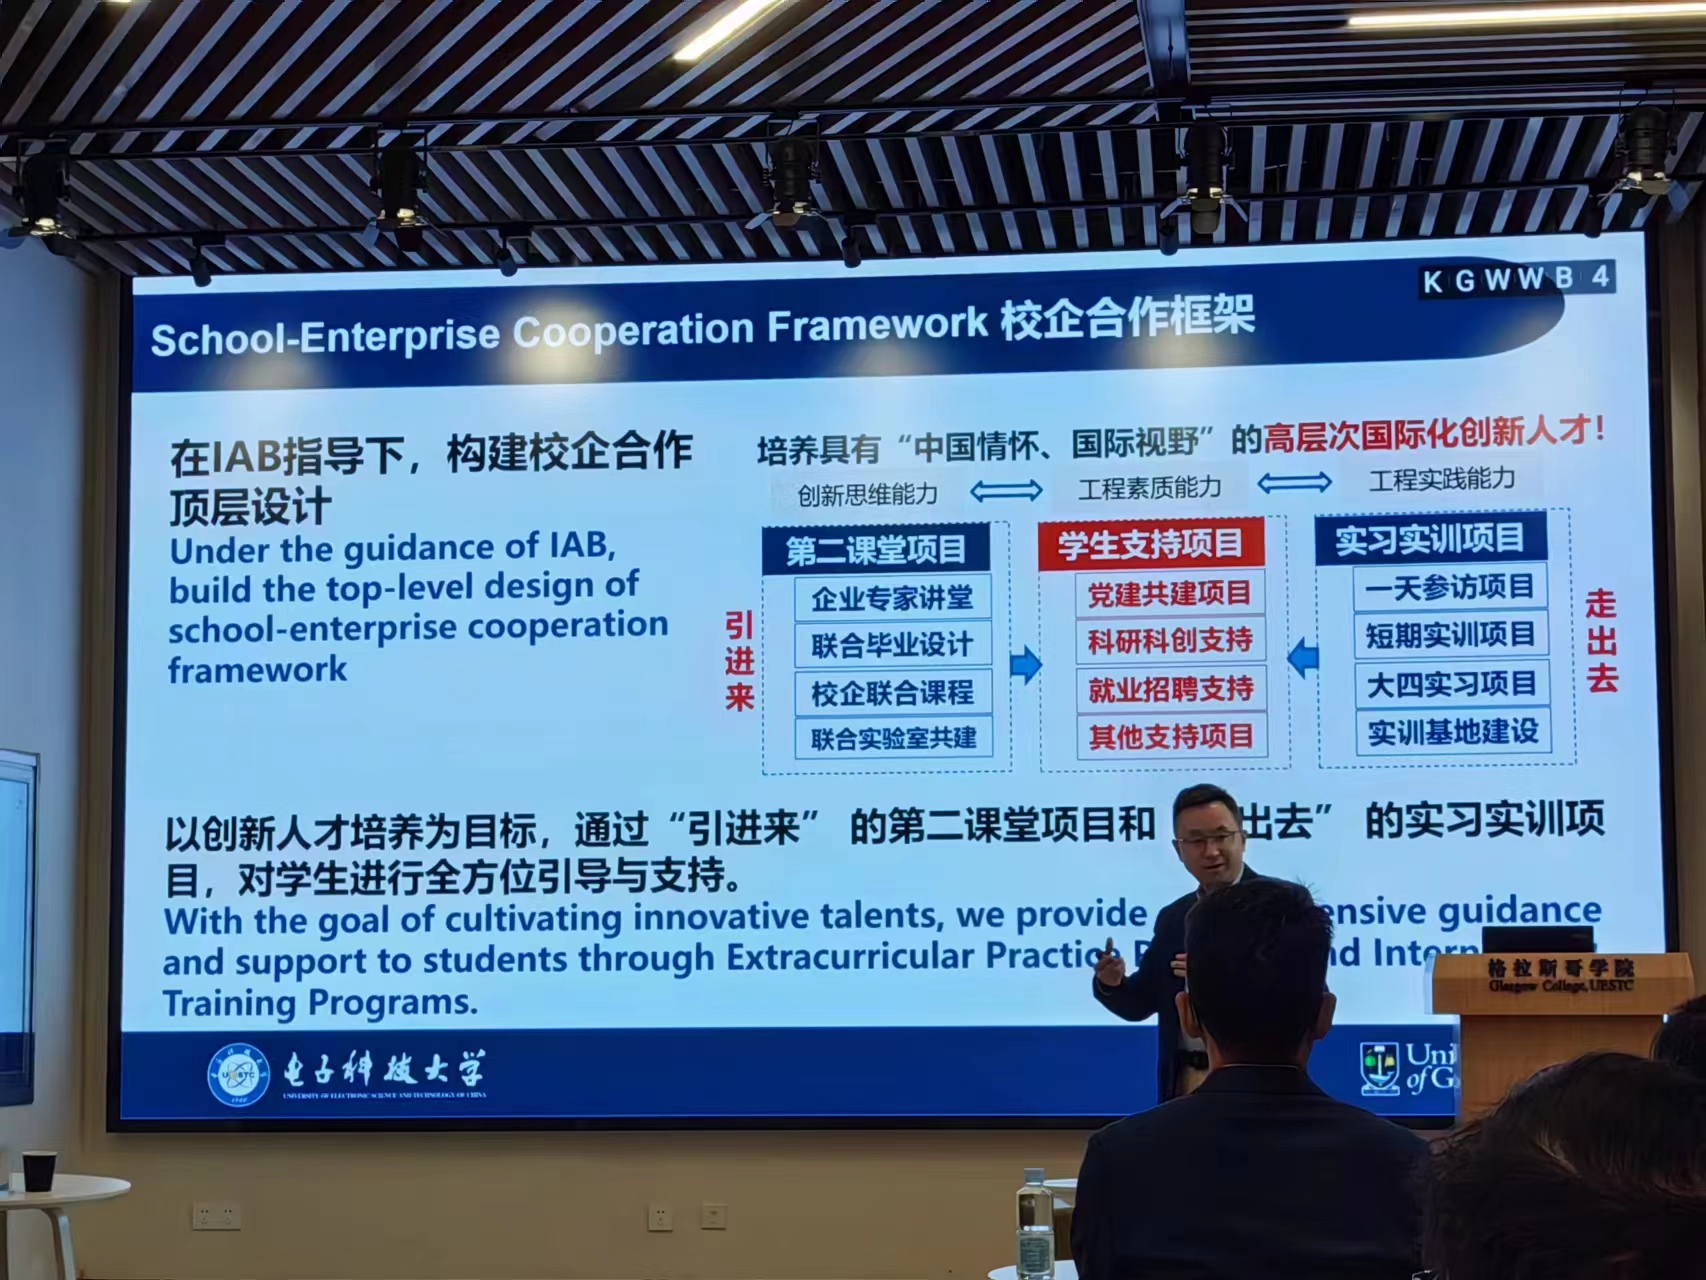 KGWWB4
School-Enterprise Cooperation Framework 校企合作框架
在IAB指导下，构建校企合作
顶层设计
Under the guidance of IAB,
build the top-level design of
school-enterprise cooperation
framework
培养具有“中国情怀、国际视野”的高层次国际化创新人才！
创新思维能力 工程素质能力 工程实践能力
引进来
第二课堂项目
企业专家讲堂
联合毕业设计
校企联合课程
联合实验室共建
学生支持项目
党建共建项目
科研科创支持
就业招聘支持
其他支持项目
实习实训项目
一天参访项目
短期实训项目
大四实习项目
实训基地建设
走出去
以创新人才培养为目标，通过“引进来” 的第二课堂项目和 出去” 的实习实训项
目，对学生进行全方位引导与支持。
With the goal of cultivating innovative talents, we provide guidance
and support to students through Extracurricular Practice
Training Programs.
电子科技大学
UNIVERSITY OF ELECTRONIC SCIENCE AND TECHNOLOGY OF CHINA
UESTC
1956
of G
格拉斯哥学院
Glasgow College, UESTC